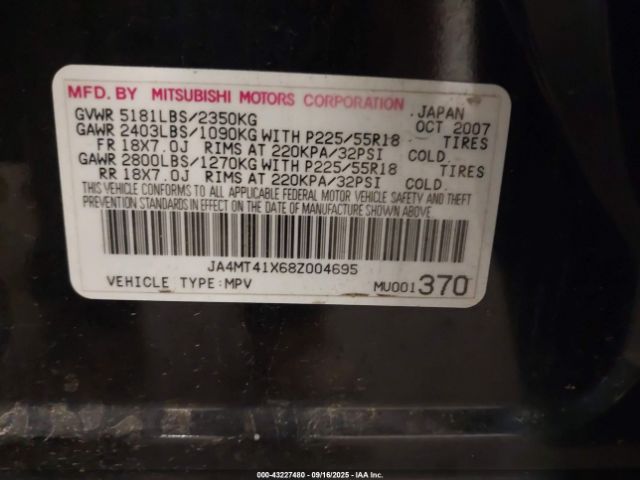 MFD. BY MITSUBISHI MOTORS CORPORATION JAPAN
GVWR 5181LBS/2350KG OCT 2007
GAWR 2403LBS/1090KG WITH P225/55R18 TIRES
FR 18X7.0J RIMS AT 220KPA/32PSI COLD.
GAWR 2800LBS/1270KG WITH P225/55R18 TIRES
RR 18X7.0J RIMS AT 220KPA/32PSI COLD.
THIS VEHICLE CONFORMS TO ALL APPLICABLE FEDERAL MOTOR VEHICLE SAFETY AND THEFT
PREVENTION STANDARDS IN EFFECT ON THE DATE OF MANUFACTURE SHOWN ABOVE.
JA4MT41X68Z004695
VEHICLE TYPE:MPV MU001370
000-43227480 - 09/16/2025 - IAA Inc.